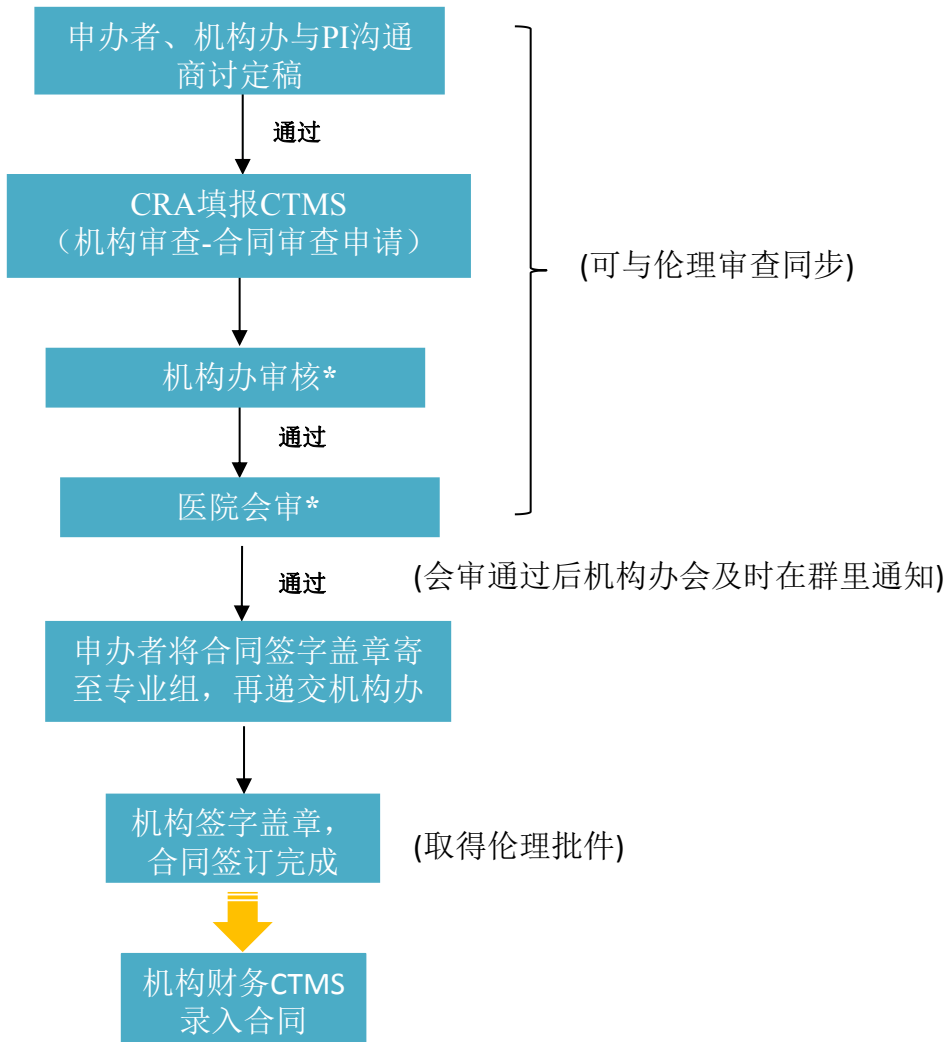 申办者、机构办与PI沟通
商讨定稿
通过
CRA填报CTMS
（机构审查-合同审查申请）
(可与伦理审查同步)
机构办审核*
通过
医院会审*
通过
(会审通过后机构办会及时在群里通知)
申办者将合同签字盖章寄
至专业组，再递交机构办
机构签字盖章，
合同签订完成
(取得伦理批件)
机构财务CTMS
录入合同